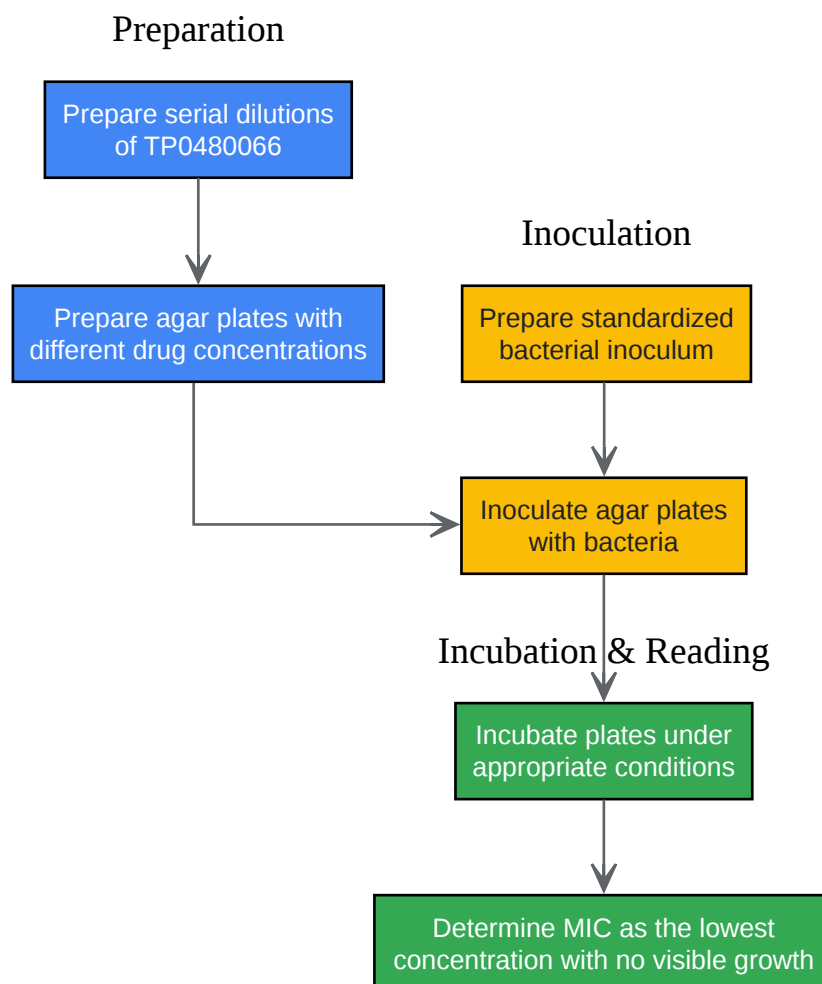 Preparation
Prepare serial dilutions
of TP0480066
Prepare agar plates with
different drug concentrations
Inoculation
Prepare standardized
bacterial inoculum
Inoculate agar plates
with bacteria
Incubation & Reading
Incubate plates under
appropriate conditions
Determine MIC as the lowest
concentration with no visible growth